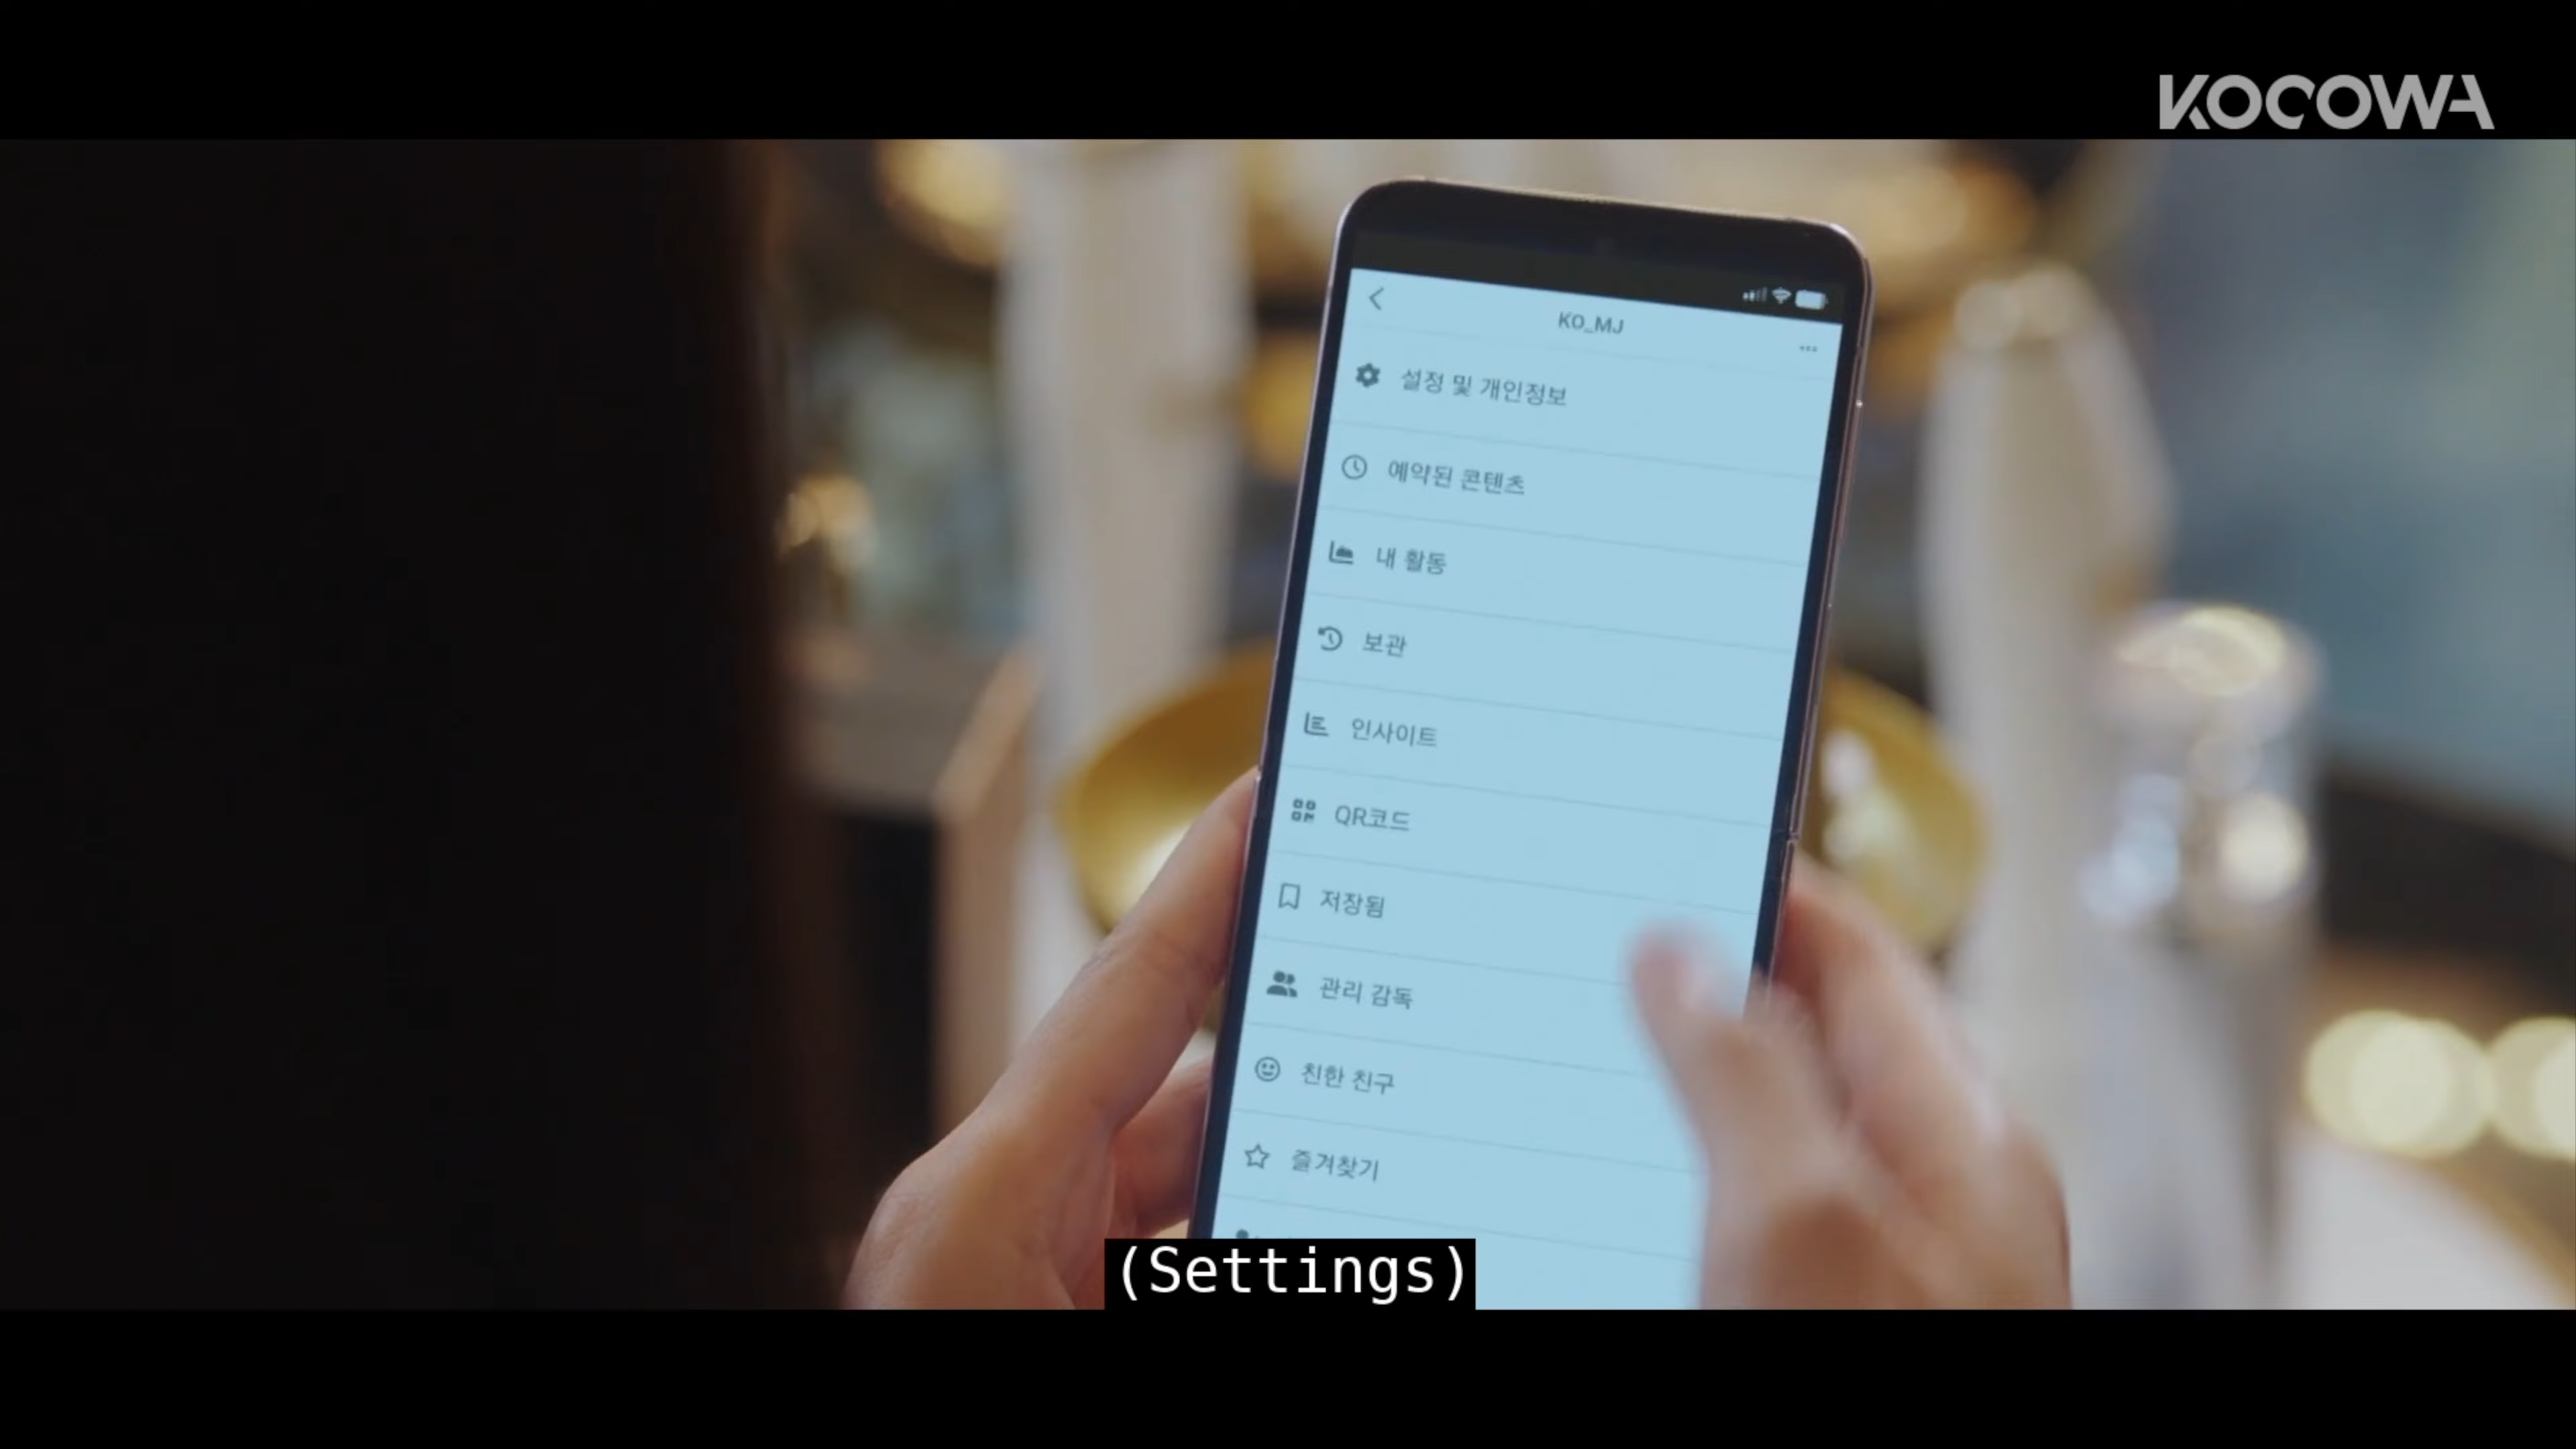 KOCOWA
KO_MJ
설정 및 개인정보
예약된 콘텐츠
내 활동
보관
인사이트
QR코드
저장됨
관리 감독
친한 친구
즐겨찾기
(Settings)